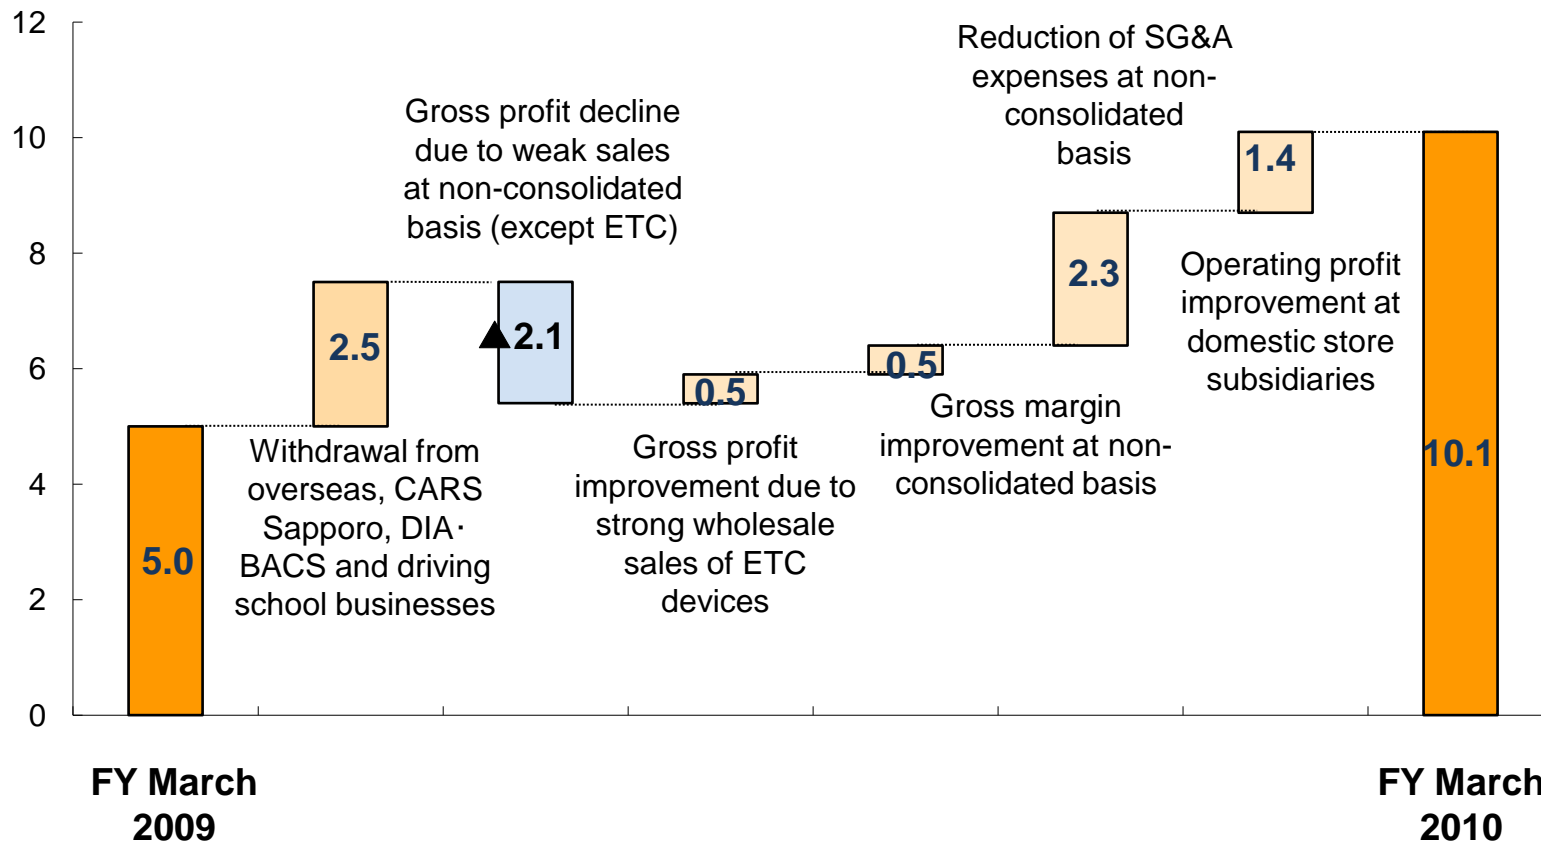 12
10
8
6
4
2
0
5.0
2.5
▲2.1
0.5
0.5
2.3
1.4
10.1
Withdrawal from
overseas, CARS
Sapporo, DIA・
BACS and driving
school businesses
Gross profit decline
due to weak sales
at non-consolidated
basis (except ETC)
Gross profit
improvement due to
strong wholesale
sales of ETC
devices
Gross margin
improvement at non-
consolidated basis
Reduction of SG&A
expenses at non-
consolidated
basis
Operating profit
improvement at
domestic store
subsidiaries
FY March
2009
FY March
2010